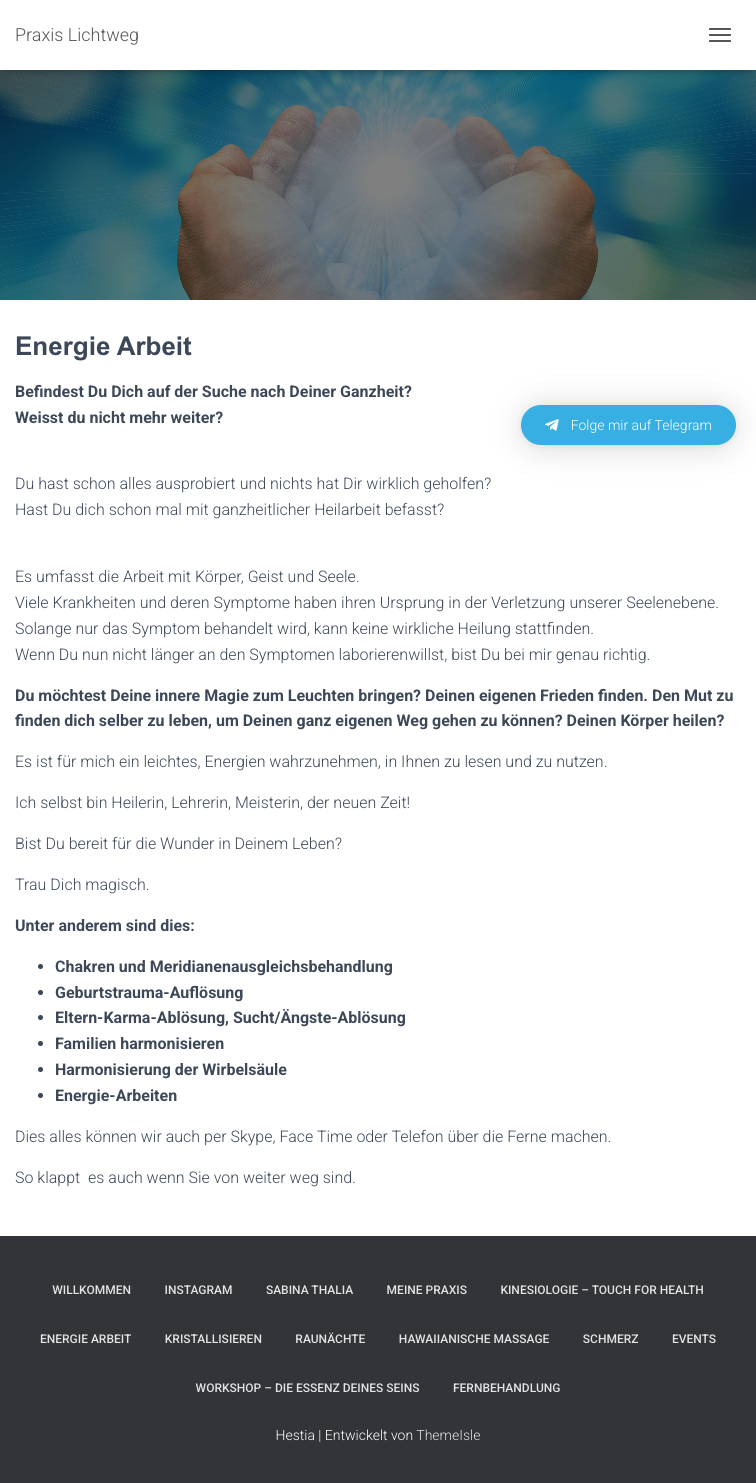 Praxis Lichtweg
Energie Arbeit
Befindest Du Dich auf der Suche nach Deiner Ganzheit?
Weisst du nicht mehr weiter?
Folge mir auf Telegram
Du hast schon alles ausprobiert und nichts hat Dir wirklich geholfen?
Hast Du dich schon mal mit ganzheitlicher Heilarbeit befasst?
Es umfasst die Arbeit mit Körper, Geist und Seele.
Viele Krankheiten und deren Symptome haben ihren Ursprung in der Verletzung unserer Seelenebene.
Solange nur das Symptom behandelt wird, kann keine wirkliche Heilung stattfinden.
Wenn Du nun nicht länger an den Symptomen laborierenwillst, bist Du bei mir genau richtig.
Du möchtest Deine innere Magie zum Leuchten bringen? Deinen eigenen Frieden finden. Den Mut zu
finden dich selber zu leben, um Deinen ganz eigenen Weg gehen zu können? Deinen Körper heilen?
Es ist für mich ein leichtes, Energien wahrzunehmen, in Ihnen zu lesen und zu nutzen.
Ich selbst bin Heilerin, Lehrerin, Meisterin, der neuen Zeit!
Bist Du bereit für die Wunder in Deinem Leben?
Trau Dich magisch.
Unter anderem sind dies:
• Chakren und Meridianenausgleichsbehandlung
• Geburtstrauma-Auflösung
• Eltern-Karma-Ablösung, Sucht/Ängste-Ablösung
• Familien harmonisieren
• Harmonisierung der Wirbelsäule
• Energie-Arbeiten
Dies alles können wir auch per Skype, Face Time oder Telefon über die Ferne machen.
So klappt  es auch wenn Sie von weiter weg sind.
WILLKOMMEN INSTAGRAM SABINA THALIA MEINE PRAXIS KINESIOLOGIE – TOUCH FOR HEALTH
ENERGIE ARBEIT KRISTALLISIEREN RAUNÄCHTE HAWAIIANISCHE MASSAGE SCHMERZ EVENTS
WORKSHOP – DIE ESSENZ DEINES SEINS FERNBEHANDLUNG
Hestia | Entwickelt von ThemeIsle